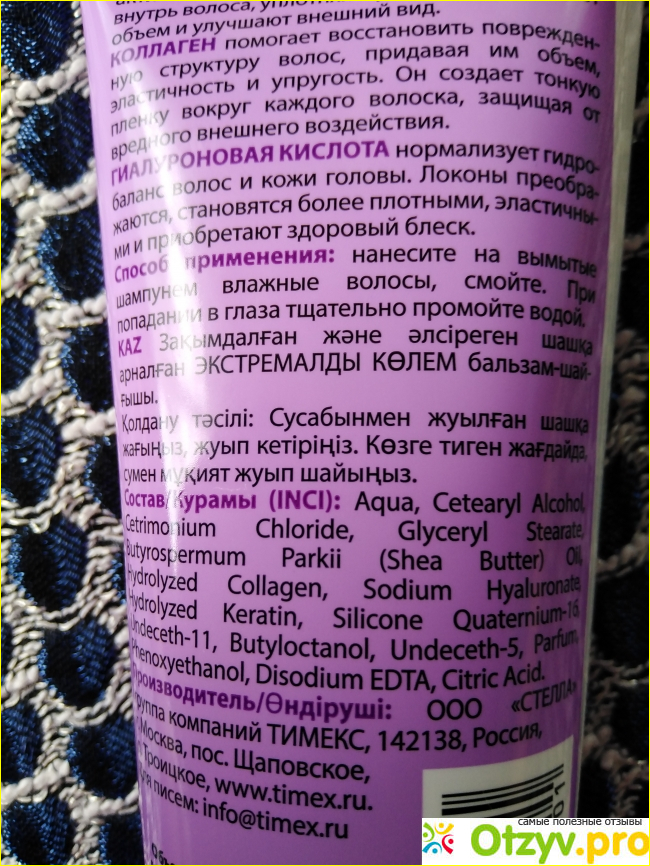 внутрь волоса,
объем и улучшают внешний вид.
КОЛЛАГЕН помогает восстановить поврежден-
ную структуру волос, придавая им объем,
эластичность и упругость. Он создает тонкую
пленку вокруг каждого волоска, защищая от
вредного внешнего воздействия.
ГИАЛУРОНОВАЯ КИСЛОТА нормализует гидро-
баланс волос и кожи головы. Локоны преобра-
жаются, становятся более плотными, эластичны-
ми и приобретают здоровый блеск.
Способ применения: нанесите на вымытые
шампунем влажные волосы, смойте. При
попадании в глаза тщательно промойте водой.
KAZ Зақымдалған және әлсіреген шашқа
арналған ЭКСТРЕМАЛДЫ КӨЛЕМ бальзам-шай-
ғышы.
Қолдану тәсілі: Сусабынмен жуылған шашқа
жағыңыз, жуып кетіріңіз. Көзге тиген жағдайда,
сумен мұқият жуып шайыңыз.
Состав/Құрамы (INCI): Aqua, Cetearyl Alcohol,
Cetrimonium Chloride, Glyceryl Stearate,
Butyrospermum Parkii (Shea Butter) Oil,
Hydrolyzed Collagen, Sodium Hyaluronate,
Hydrolyzed Keratin, Silicone Quaternium-16,
Undeceth-11, Butyloctanol, Undeceth-5, Parfum,
Phenoxyethanol, Disodium EDTA, Citric Acid.
Производитель/Өндіруші: ООО «СТЕЛЛА»
группа компаний ТИМЕКС, 142138, Россия,
г. Москва, пос. Щаповское,
Троицкое, www.timex.ru.
для писем: info@timex.ru
самые полезные отзывы
Otzyv.pro